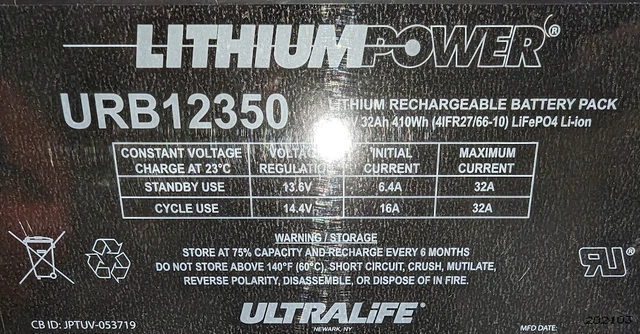 LITHIUMPOWER®
URB12350
LITHIUM RECHARGEABLE BATTERY PACK
V 32Ah 410Wh (4IFR27/66-10) LiFePO4 Li-ion
CONSTANT VOLTAGE CHARGE AT 23°C VOLTAGE REGULATION INITIAL CURRENT MAXIMUM CURRENT
STANDBY USE 13.6V 6.4A 32A
CYCLE USE 14.4V 16A 32A
WARNING / STORAGE
STORE AT 75% CAPACITY AND RECHARGE EVERY 6 MONTHS
DO NOT STORE ABOVE 140°F (60°C), SHORT CIRCUIT, CRUSH, MUTILATE,
REVERSE POLARITY, DISASSEMBLE, OR DISPOSE OF IN FIRE.
ULTRALIFE®
NEWARK, NY
CB ID: JPTUV-053719
MFD DATE:
202103